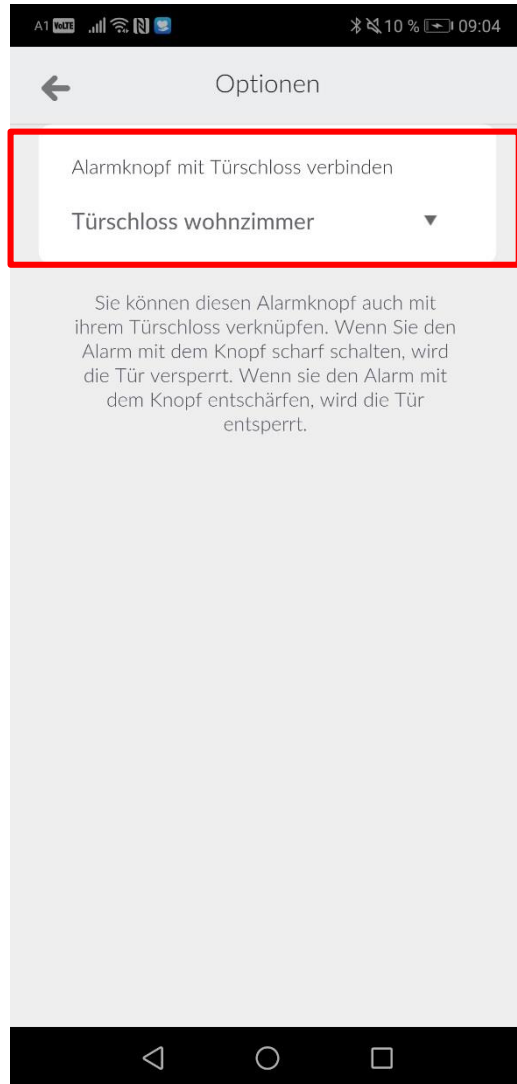 A1 VoLTE 10 % 09:04
Optionen
Alarmknopf mit Türschloss verbinden
Türschloss wohnzimmer
Sie können diesen Alarmknopf auch mit
ihrem Türschloss verknüpfen. Wenn Sie den
Alarm mit dem Knopf scharf schalten, wird
die Tür versperrt. Wenn sie den Alarm mit
dem Knopf entschärfen, wird die Tür
entsperrt.